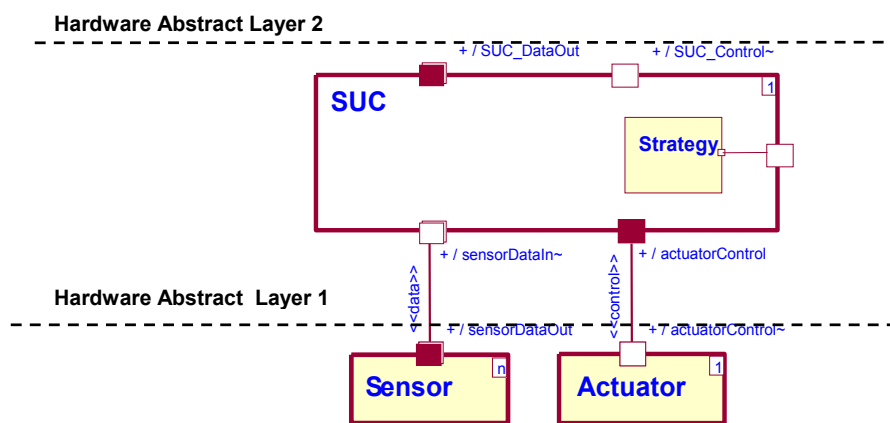 Hardware Abstract Layer 2
+ / SUC_DataOut
+ / SUC_Control~
SUC
1
Strategy
+ / sensorDataIn~
+ / actuatorControl
<<data>>
<<control>>
Hardware Abstract Layer 1
+ / sensorDataOut
+ / actuatorControl~
Sensor
n
Actuator
1